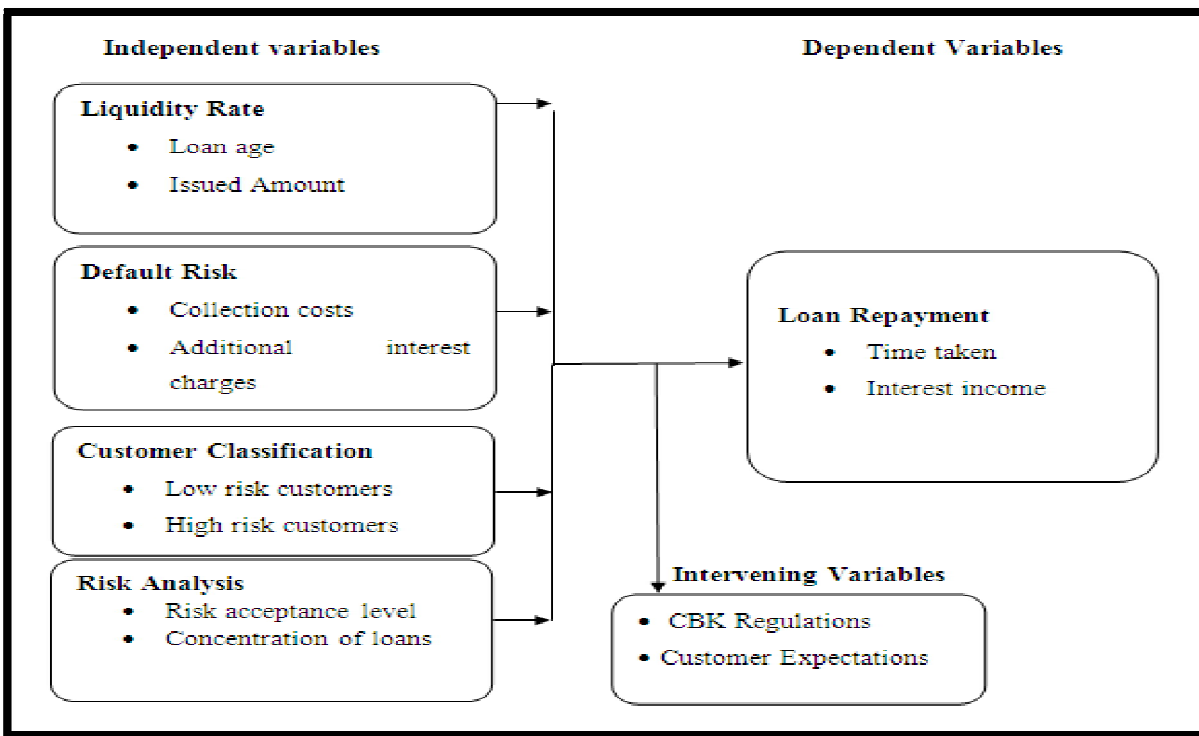 Independent variables
Dependent Variables
Liquidity Rate
• Loan age
• Issued Amount
Default Risk
• Collection costs
• Additional interest
charges
Customer Classification
• Low risk customers
• High risk customers
Risk Analysis
• Risk acceptance level
• Concentration of loans
Loan Repayment
• Time taken
• Interest income
Intervening Variables
• CBK Regulations
• Customer Expectations